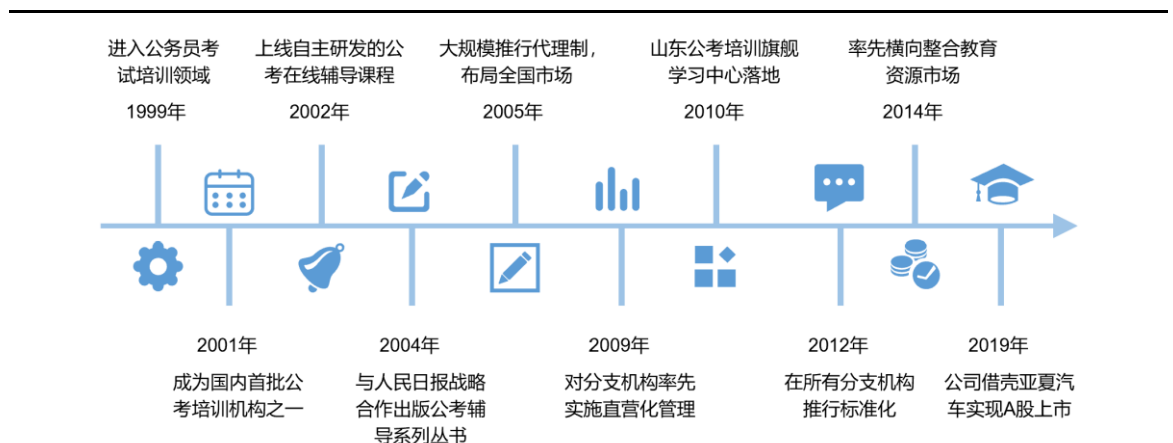 进入公务员考
试培训领域
1999年
上线自主研发的公
考在线辅导课程
2002年
大规模推行代理制，
布局全国市场
2005年
山东公考培训旗舰
学习中心落地
2010年
率先横向整合教育
资源市场
2014年
2001年
成为国内首批公
考培训机构之一
2004年
与人民日报战略
合作出版公考辅
导系列丛书
2009年
对分支机构率先
实施直营化管理
2012年
在所有分支机构
推行标准化
2019年
公司借壳亚夏汽
车实现A股上市